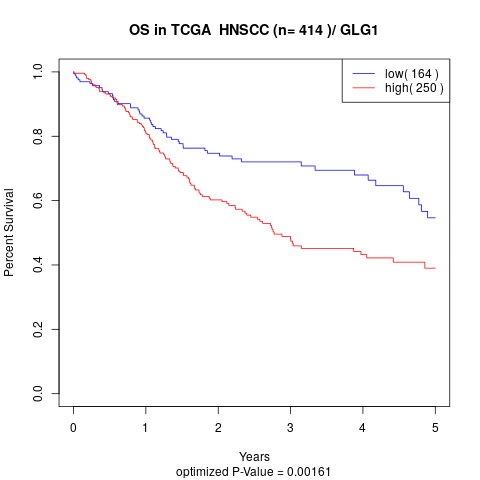 OS in TCGA HNSCC (n= 414 )/ GLG1
low( 164 )
high( 250 )
1.0
0.8
0.6
0.4
0.2
0.0
Percent Survival
0 1 2 3 4 5
Years
optimized P-Value = 0.00161